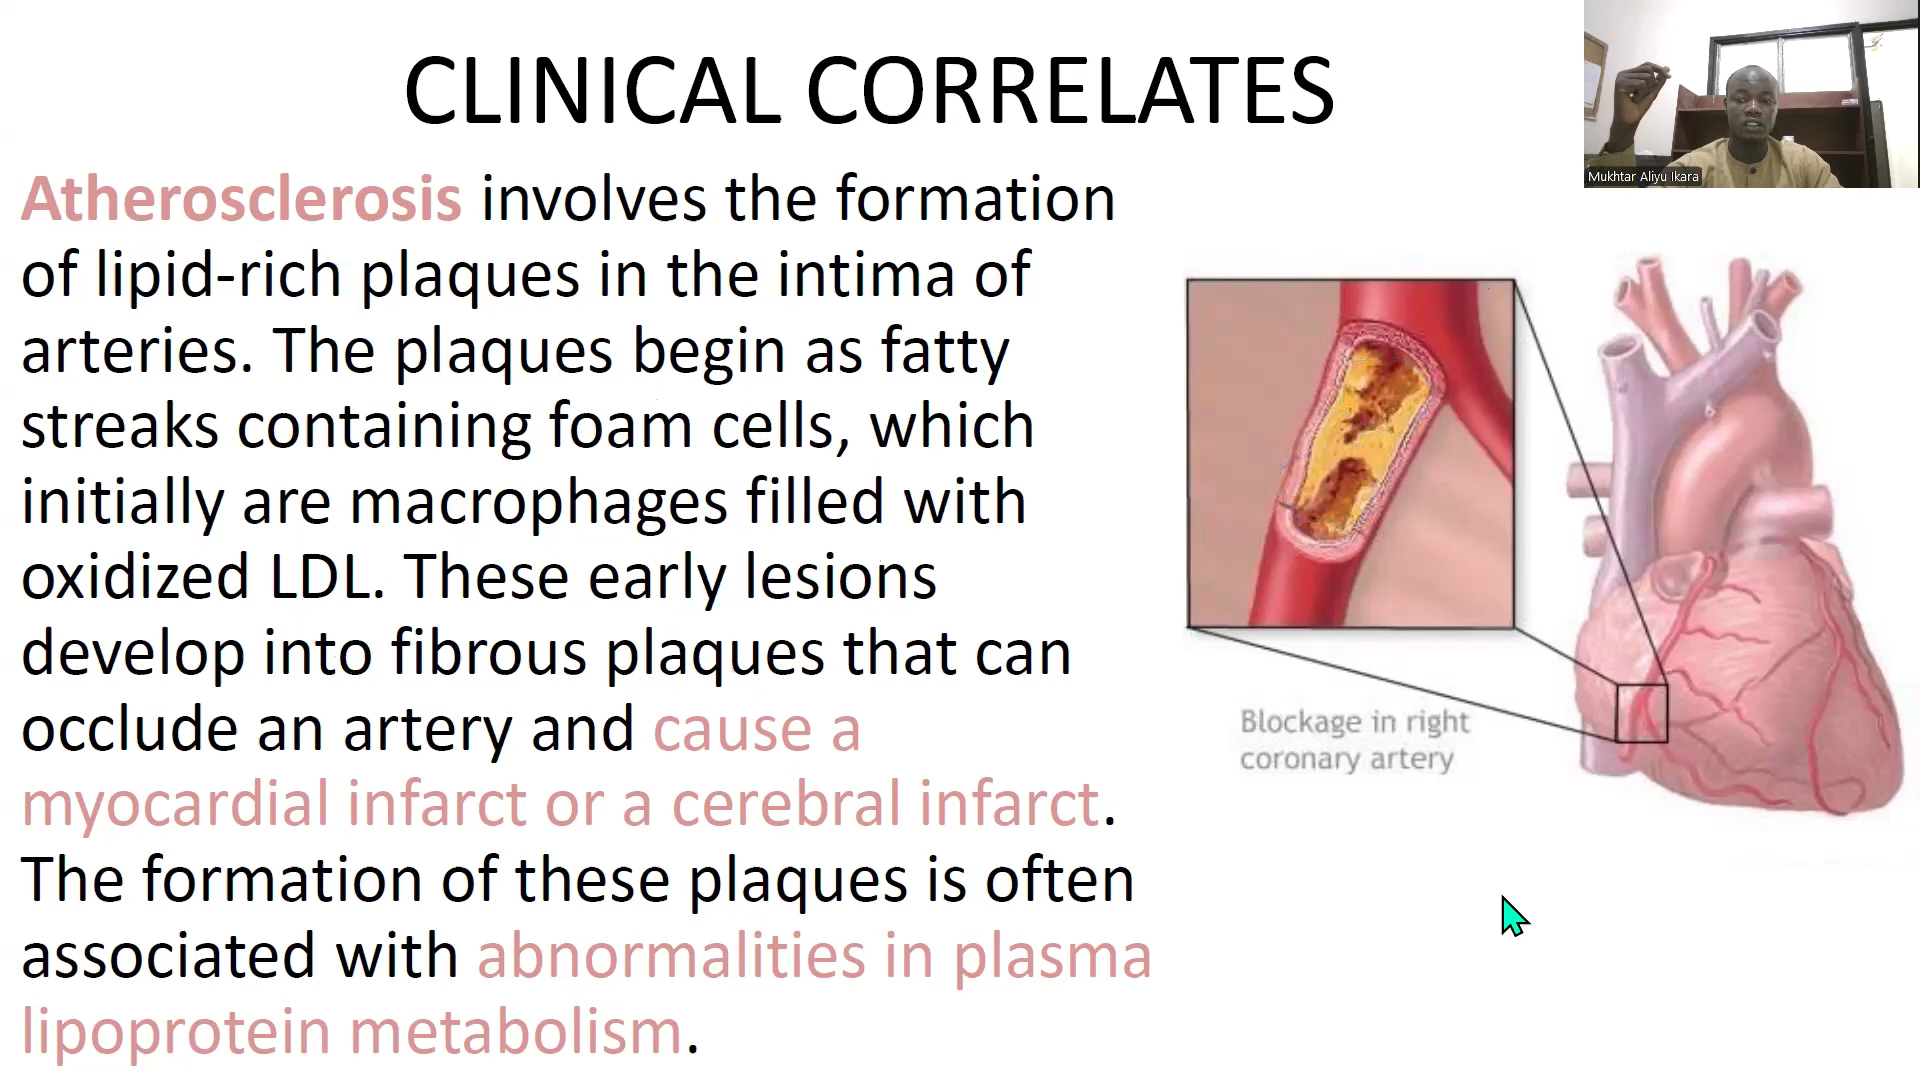 CLINICAL CORRELATES
Mukhtar Aliyu Ikara
Atherosclerosis involves the formation
of lipid-rich plaques in the intima of
arteries. The plaques begin as fatty
streaks containing foam cells, which
initially are macrophages filled with
oxidized LDL. These early lesions
develop into fibrous plaques that can
occlude an artery and cause a
myocardial infarct or a cerebral infarct.
The formation of these plaques is often
associated with abnormalities in plasma
lipoprotein metabolism.
Blockage in right
coronary artery